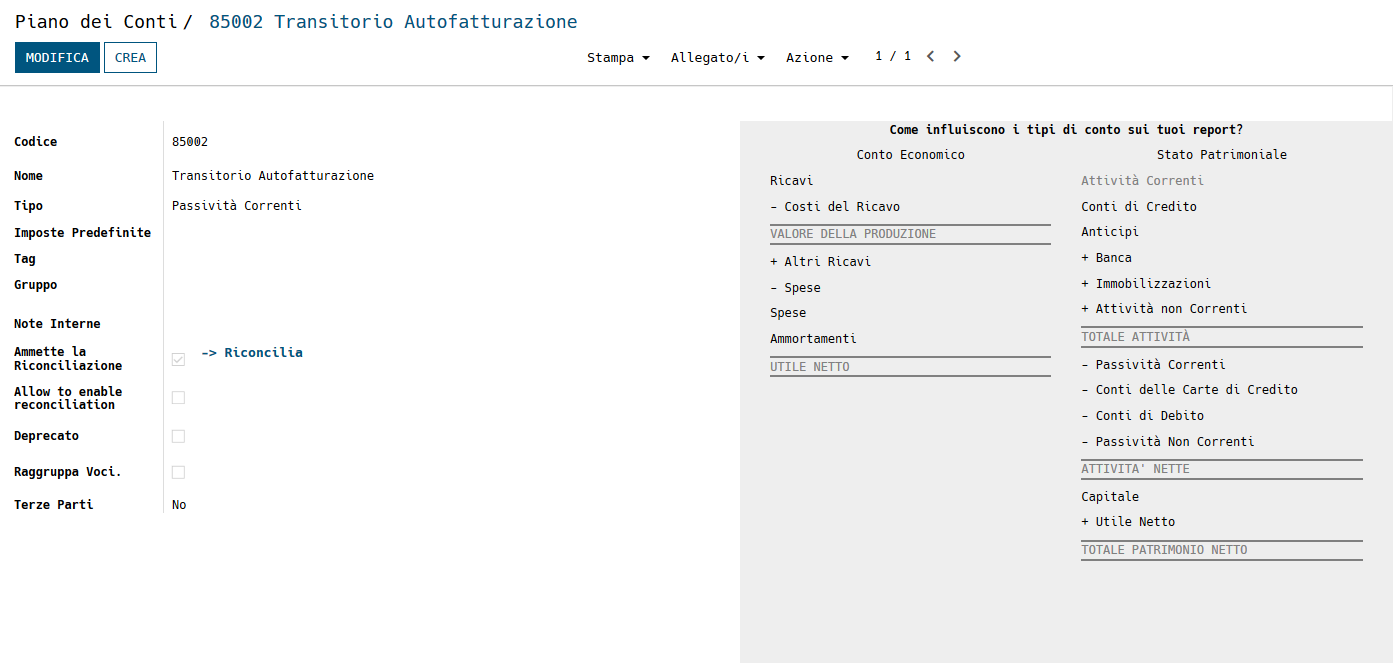 Piano dei Conti / 85002 Transitorio Autofatturazione
MODIFICA CREA Stampa Allegato/i Azione 1 / 1
Codice 85002
Nome Transitorio Autofatturazione
Tipo Passività Correnti
Imposte Predefinite
Tag
Gruppo
Note Interne
Ammette la
Riconciliazione
-> Riconcilia
Allow to enable
reconciliation
Deprecato
Raggruppa Voci.
Terze Parti No
Come influiscono i tipi di conto sui tuoi report?
Conto Economico
Ricavi
- Costi del Ricavo
VALORE DELLA PRODUZIONE
+ Altri Ricavi
- Spese
Spese
Ammortamenti
UTILE NETTO
Stato Patrimoniale
Attività Correnti
Conti di Credito
Anticipi
+ Banca
+ Immobilizzazioni
+ Attività non Correnti
TOTALE ATTIVITÀ
- Passività Correnti
- Conti delle Carte di Credito
- Conti di Debito
- Passività Non Correnti
ATTIVITA' NETTE
Capitale
+ Utile Netto
TOTALE PATRIMONIO NETTO